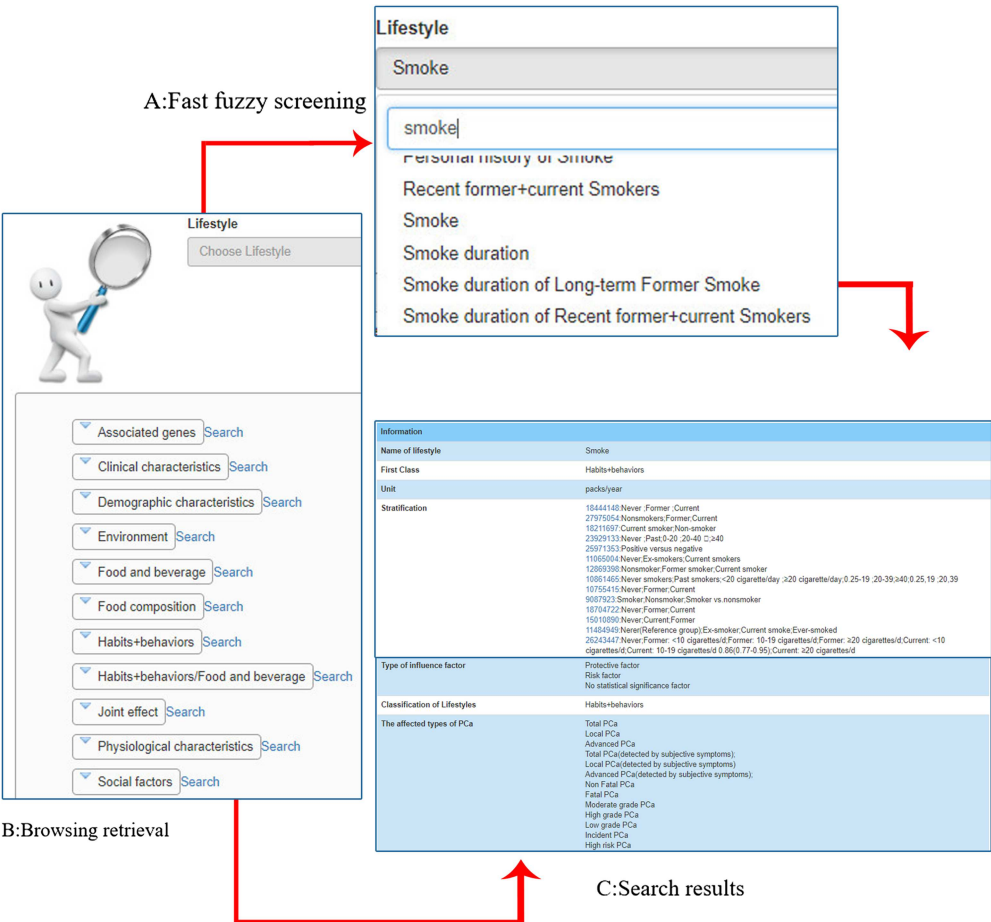 Lifestyle
Smoke
A:Fast fuzzy screening
smoke
Personal history of Smoke
Recent former+current Smokers
Smoke
Smoke duration
Smoke duration of Long-term Former Smoke
Smoke duration of Recent former+current Smokers
Lifestyle
Choose Lifestyle
Associated genes Search
Clinical characteristics Search
Demographic characteristics Search
Environment Search
Food and beverage Search
Food composition Search
Habits+behaviors Search
Habits+behaviors/Food and beverage Search
Joint effect Search
Physiological characteristics Search
Social factors Search
B:Browsing retrieval
Information
Name of lifestyle Smoke
First Class Habits+behaviors
Unit packs/year
Stratification 18444148:Never ;Former ;Current
27975054:Nonsmokers;Former;Current
18211697:Current smoker;Non-smoker
23929133:Never ;Past;0-20 ;20-40 □;≥40
25971353:Positive versus negative
11065004:Never;Ex-smokers;Current smokers
12869398:Nonsmoker;Former smoker;Current smoker
10861465:Never smokers;Past smokers;<20 cigarette/day ;≥20 cigarette/day;0.25-19 ;20-39;≥40;0.25,19 ;20,39
10755415:Never;Former;Current
9087923:Smoker;Nonsmoker;Smoker vs.nonsmoker
18704722:Never;Former;Current
15010890:Never;Current;Former
11484949:Nerer(Reference group);Ex-smoker;Current smoke;Ever-smoked
26243447:Never;Former: <10 cigarettes/d;Former: 10-19 cigarettes/d;Former: ≥20 cigarettes/d;Current: <10
cigarettes/d;Current: 10-19 cigarettes/d 0.86(0.77-0.95);Current: ≥20 cigarettes/d
Type of influence factor Protective factor
Risk factor
No statistical significance factor
Classification of Lifestyles Habits+behaviors
The affected types of PCa Total PCa
Local PCa
Advanced PCa
Total PCa(detected by subjective symptoms);
Local PCa(detected by subjective symptoms)
Advanced PCa(detected by subjective symptoms);
Non Fatal PCa
Fatal PCa
Moderate grade PCa
High grade PCa
Low grade PCa
Incident PCa
High risk PCa
C:Search results